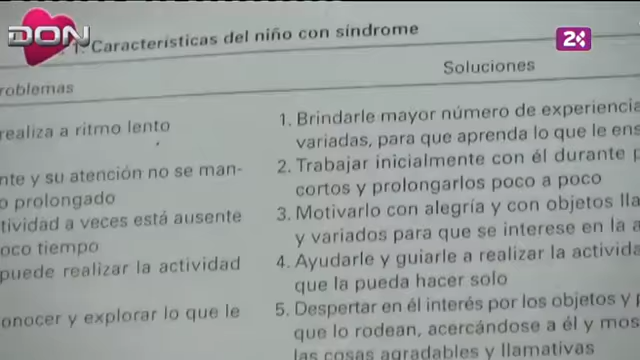 DON
24
1. Características del niño con síndrome
Problemas
Soluciones
realiza a ritmo lento
nte y su atención no se man-
o prolongado
tividad a veces está ausente
oco tiempo
puede realizar la actividad
onocer y explorar lo que le
1. Brindarle mayor número de experiencia
variadas, para que aprenda lo que le ens
2. Trabajar inicialmente con él durante p
cortos y prolongarlos poco a poco
3. Motivarlo con alegría y con objetos lla
y variados para que se interese en la a
4. Ayudarle y guiarle a realizar la activida
que la pueda hacer solo
5. Despertar en él interés por los objetos y p
que lo rodean, acercándose a él y mos
las cosas agradables y llamativas